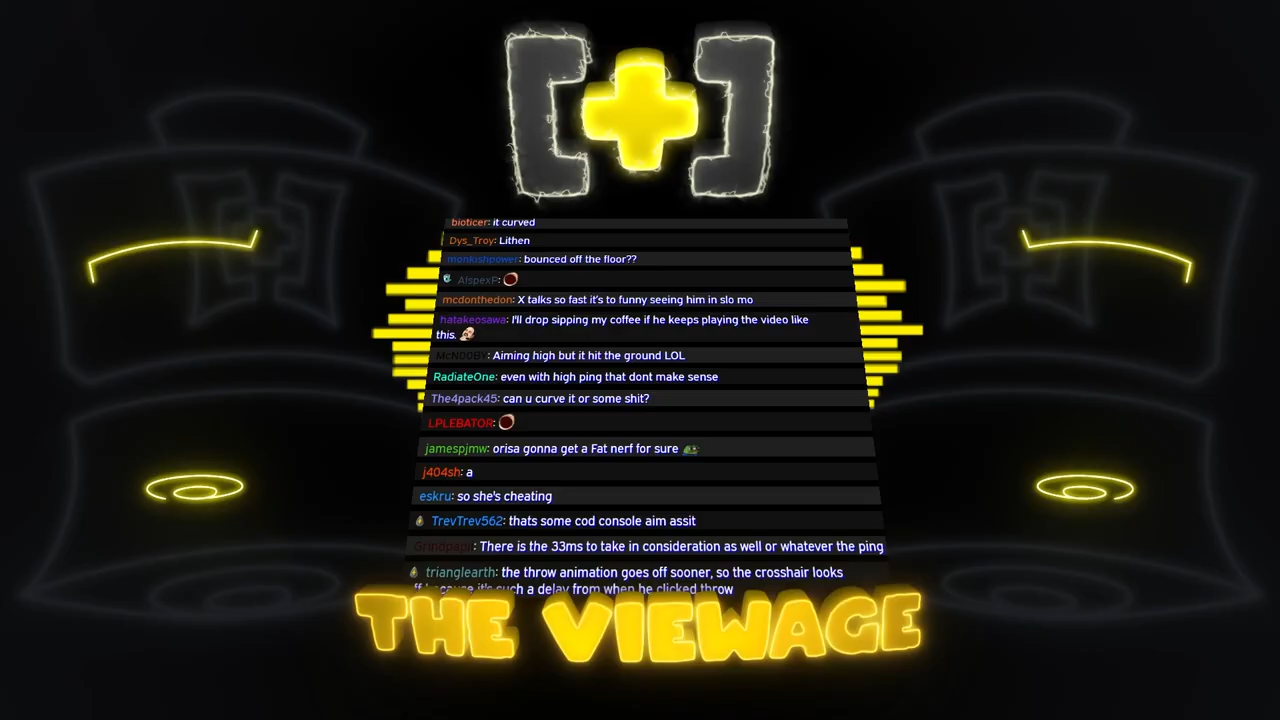 bioticer: it curved
Dys_Troy: Lithen
monkishpower: bounced off the floor??
AlspexP:
mcdonthedon: X talks so fast it's to funny seeing him in slo mo
hatakeosawa: I'll drop sipping my coffee if he keeps playing the video like
this.
McN00BY: Aiming high but it hit the ground LOL
RadiateOne: even with high ping that dont make sense
The4pack45: can u curve it or some shit?
LPLEBATOR:
jamespjmw: orisa gonna get a Fat nerf for sure
j404sh: a
eskru: so she's cheating
TrevTrev562: thats some cod console aim assit
: There is the 33ms to take in consideration as well or whatever the ping
trianglearth: the throw animation goes off sooner, so the crosshair looks
off because it's such a delay from when he clicked throw
THE VIEWAGE